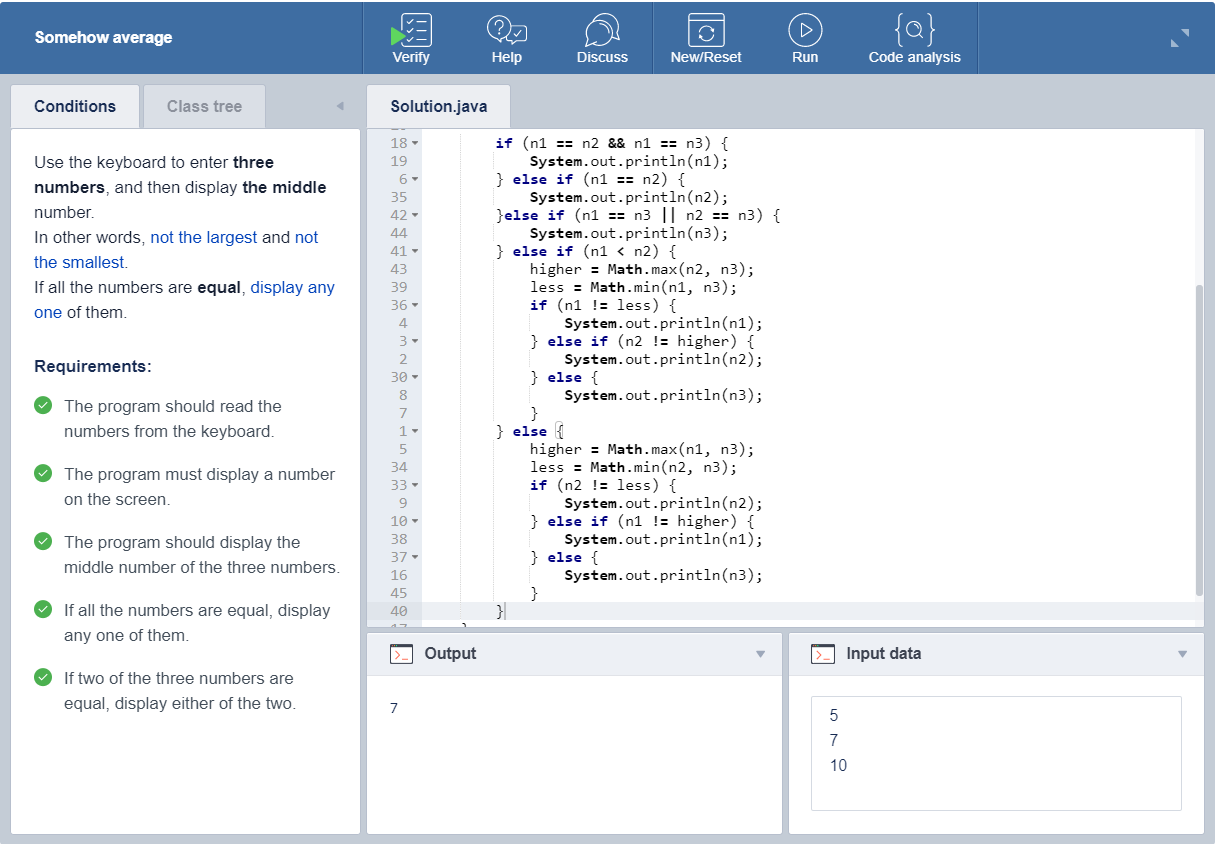 Somehow average
Verify
Help
Discuss
New/Reset
Run
Code analysis
Conditions
Class tree
Use the keyboard to enter three
numbers, and then display the middle
number.
In other words, not the largest and not
the smallest.
If all the numbers are equal, display any
one of them.
Requirements:
The program should read the
numbers from the keyboard.
The program must display a number
on the screen.
The program should display the
middle number of the three numbers.
If all the numbers are equal, display
any one of them.
If two of the three numbers are
equal, display either of the two.
Solution.java
18 if (n1 == n2 && n1 == n3) {
19 System.out.println(n1);
6 } else if (n1 == n2) {
35 System.out.println(n2);
42 }else if (n1 == n3 || n2 == n3) {
44 System.out.println(n3);
41 } else if (n1 < n2) {
43 higher = Math.max(n2, n3);
39 less = Math.min(n1, n3);
36 if (n1 != less) {
4 System.out.println(n1);
3 } else if (n2 != higher) {
2 System.out.println(n2);
30 } else {
8 System.out.println(n3);
7 }
1 } else {
5 higher = Math.max(n1, n3);
34 less = Math.min(n2, n3);
33 if (n2 != less) {
9 System.out.println(n2);
10 } else if (n1 != higher) {
38 System.out.println(n1);
37 } else {
16 System.out.println(n3);
45 }
40 }
Output
7
Input data
5
7
10